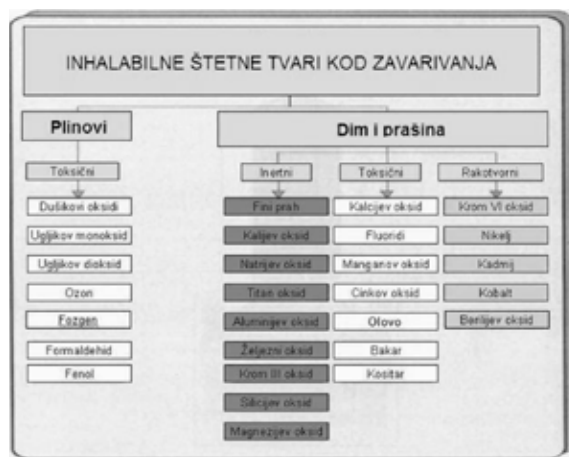 INHALABILNE ŠTETNE TVARI KOD ZAVARIVANJA
Plinovi
Toksični
Dušikovi oksidi
Ugljikov monoksid
Ugljikov dioksid
Ozon
Fozgen
Formaldehid
Fenol
Dim i prašina
Inertni
Fini prah
Kalijev oksid
Natrijev oksid
Titan oksid
Aluminijev oksid
Željezni oksid
Krom III oksid
Silicijev oksid
Magnezijev oksid
Toksični
Kalcijev oksid
Fluoridi
Manganov oksid
Cinkov oksid
Olovo
Bakar
Kositar
Rakotvorni
Krom VI oksid
Nikelj
Kadmij
Kobalt
Berilijev oksid